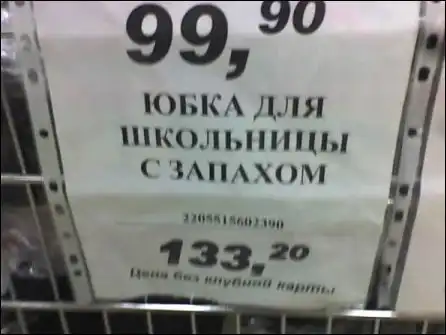 99,90
ЮБКА ДЛЯ
ШКОЛЬНИЦЫ
С ЗАПАХОМ
2205515602390
133,20
Цена без клубной карты